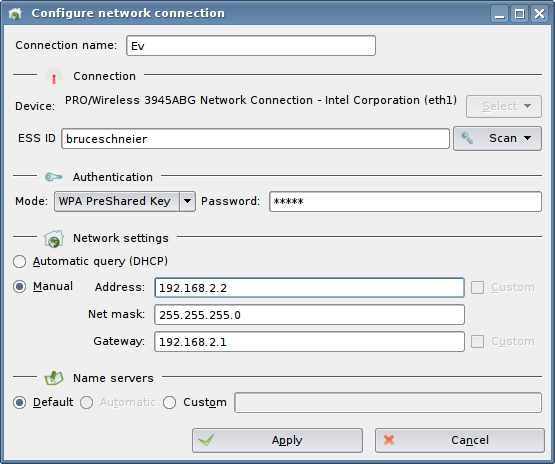 Configure network connection
Connection name: Ev
Connection
Device: PRO/Wireless 3945ABG Network Connection - Intel Corporation (eth1) Select
ESS ID bruceschneier Scan
Authentication
Mode: WPA PreShared Key Password: *****
Network settings
Automatic query (DHCP)
Manual Address: 192.168.2.2 Custom
Net mask: 255.255.255.0
Gateway: 192.168.2.1 Custom
Name servers
Default Automatic Custom
Apply Cancel